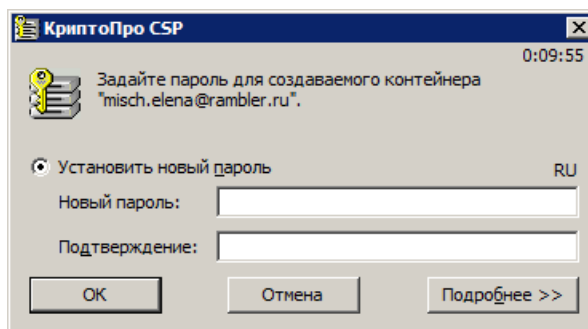 КриптоПро CSP
0:09:55
Задайте пароль для создаваемого контейнера
"misch.elena@rambler.ru".
Установить новый пароль
RU
Новый пароль:
Подтверждение:
ОК
Отмена
Подробнее >>